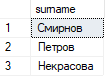 surname
1 Смирнов
2 Петров
3 Некрасова